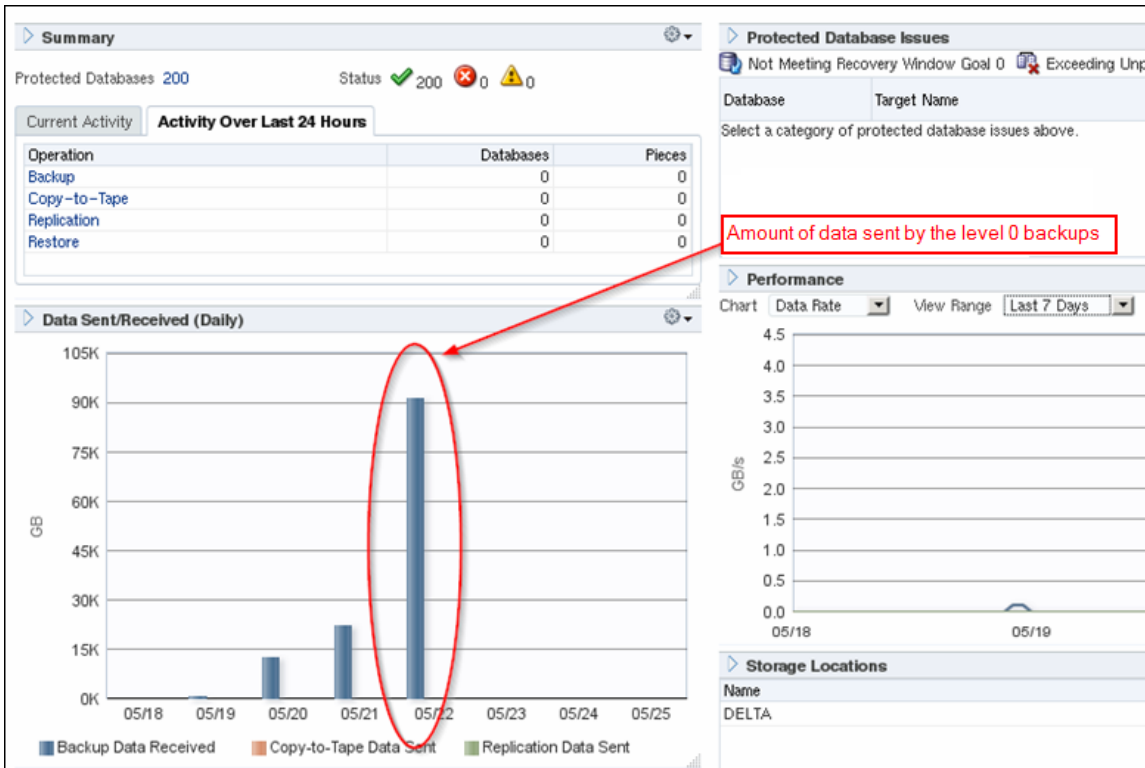 Summary
Protected Databases 200 Status 200 0 0
Current Activity Activity Over Last 24 Hours
Operation Databases Pieces
Backup 0 0
Copy-to-Tape 0 0
Replication 0 0
Restore 0 0
Data Sent/Received (Daily)
105K
90K
75K
60K
45K
30K
15K
0K
GB
05/18 05/19 05/20 05/21 05/22 05/23 05/24 05/25
Backup Data Received Copy-to-Tape Data Sent Replication Data Sent
Protected Database Issues
Not Meeting Recovery Window Goal 0 Exceeding Unp
Database Target Name
Select a category of protected database issues above.
Amount of data sent by the level 0 backups
Performance
Chart Data Rate View Range Last 7 Days
4.5
4.0
3.5
3.0
2.5
2.0
1.5
1.0
0.5
0.0
GB/s
05/18 05/19
Storage Locations
Name
DELTA